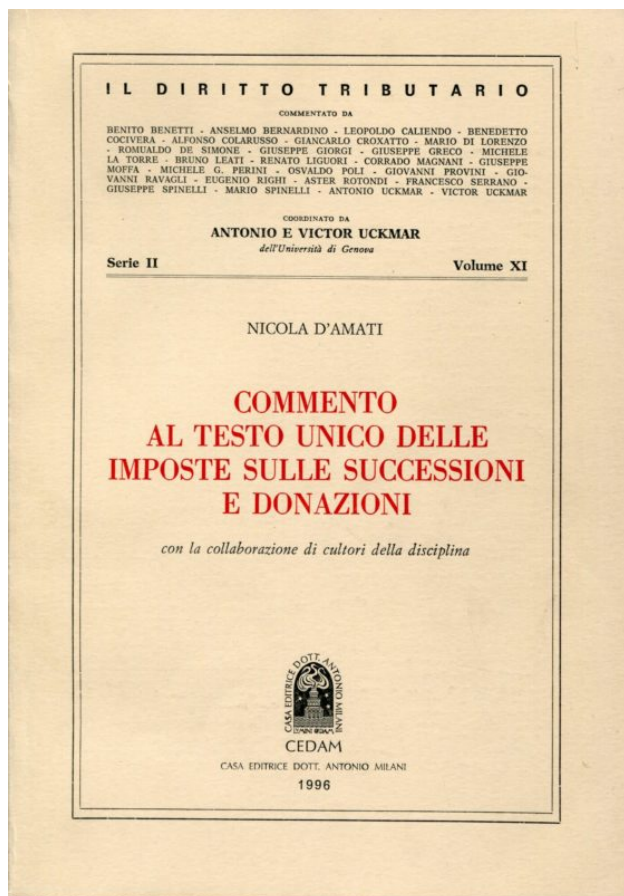 IL DIRITTO TRIBUTARIO
COMMENTATO DA
BENITO BENETTI - ANSELMO BERNARDINO - LEOPOLDO CALIENDO - BENEDETTO
COCIVERA - ALFONSO COLARUSSO - GIANCARLO CROXATTO - MARIO DI LORENZO
- ROMUALDO DE SIMONE - GIUSEPPE GIORGI - GIUSEPPE GRECO - MICHELE
LA TORRE - BRUNO LEATI - RENATO LIGUORI - CORRADO MAGNANI - GIUSEPPE
MOFFA - MICHELE G. PERINI - OSVALDO POLI - GIOVANNI PROVINI - GIO-
VANNI RAVAGLI - EUGENIO RIGHI - ASTER ROTONDI - FRANCESCO SERRANO -
GIUSEPPE SPINELLI - MARIO SPINELLI - ANTONIO UCKMAR - VICTOR UCKMAR
COORDINATO DA
ANTONIO E VICTOR UCKMAR
dell'Università di Genova
Serie II Volume XI
NICOLA D'AMATI
COMMENTO
AL TESTO UNICO DELLE
IMPOSTE SULLE SUCCESSIONI
E DONAZIONI
con la collaborazione di cultori della disciplina
CASA EDITRICE DOTT. ANTONIO MILANI
CEDAM
CASA EDITRICE DOTT. ANTONIO MILANI
1996